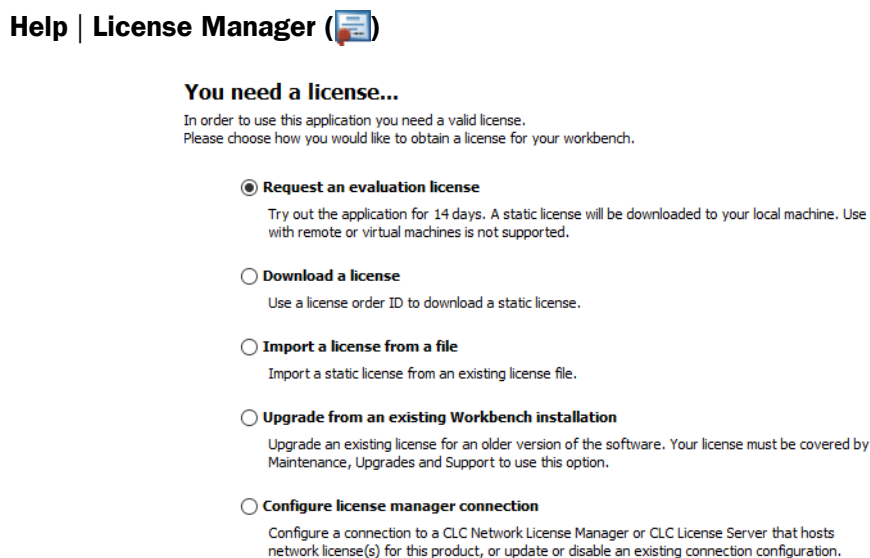 Help | License Manager ()
You need a license...
In order to use this application you need a valid license.
Please choose how you would like to obtain a license for your workbench.
Request an evaluation license
Try out the application for 14 days. A static license will be downloaded to your local machine. Use
with remote or virtual machines is not supported.
Download a license
Use a license order ID to download a static license.
Import a license from a file
Import a static license from an existing license file.
Upgrade from an existing Workbench installation
Upgrade an existing license for an older version of the software. Your license must be covered by
Maintenance, Upgrades and Support to use this option.
Configure license manager connection
Configure a connection to a CLC Network License Manager or CLC License Server that hosts
network license(s) for this product, or update or disable an existing connection configuration.